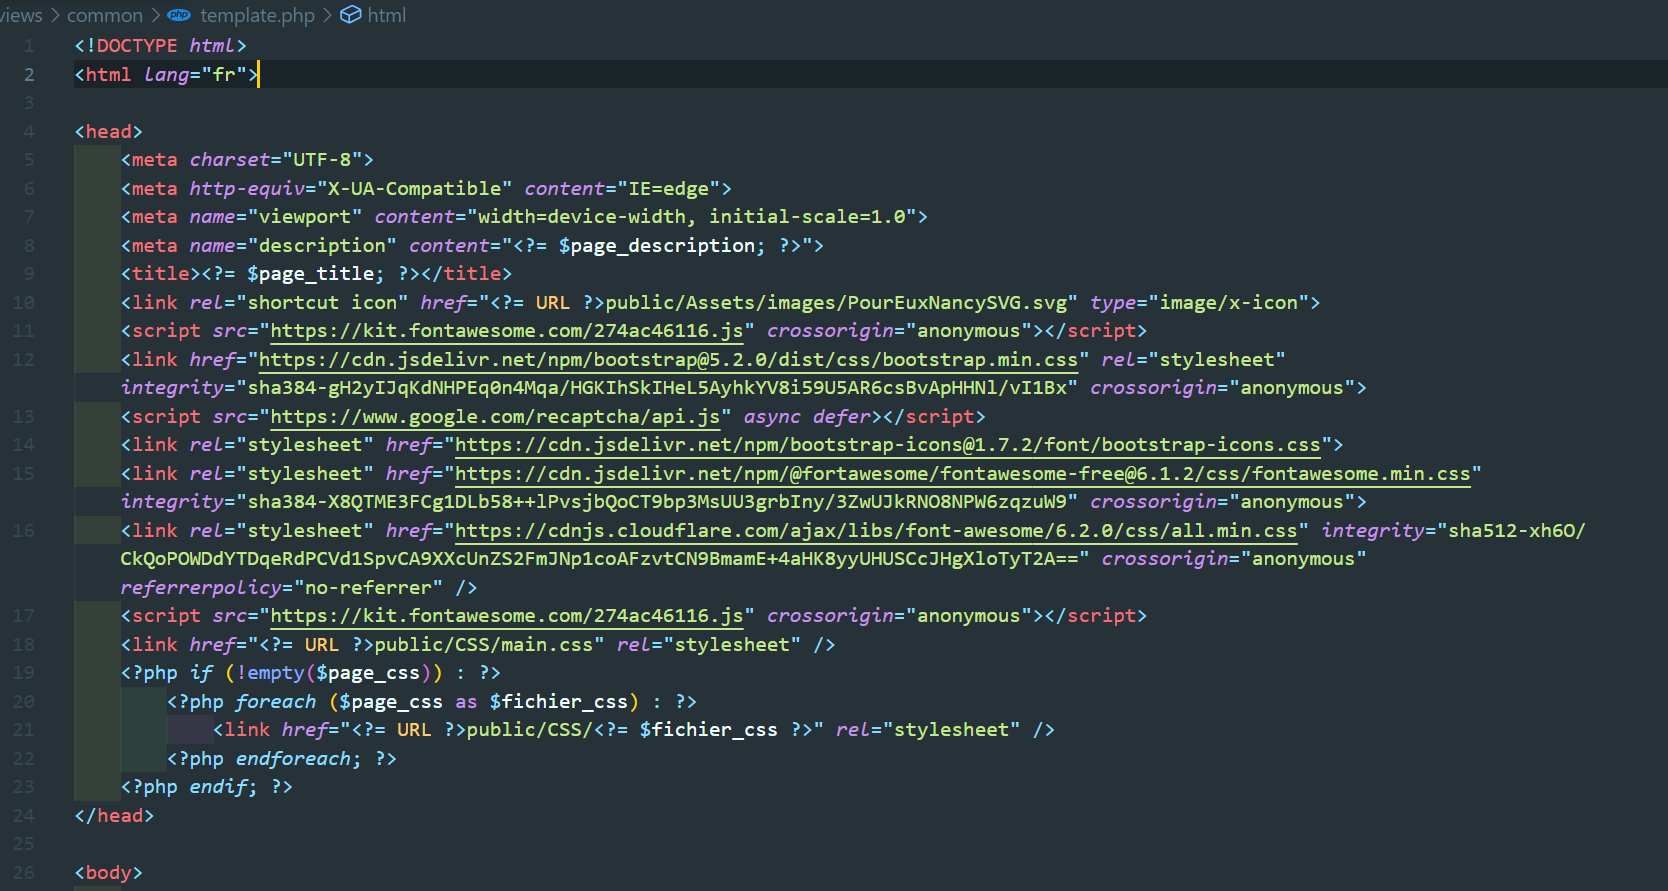 views > common > php template.php > html
1 <!DOCTYPE html>
2 <html lang="fr">
3
4 <head>
5 <meta charset="UTF-8">
6 <meta http-equiv="X-UA-Compatible" content="IE=edge">
7 <meta name="viewport" content="width=device-width, initial-scale=1.0">
8 <meta name="description" content="<?= $page_description; ?>">
9 <title><?= $page_title; ?></title>
10 <link rel="shortcut icon" href="<?= URL ?>public/Assets/images/PourEuxNancySVG.svg" type="image/x-icon">
11 <script src="https://kit.fontawesome.com/274ac46116.js" crossorigin="anonymous"></script>
12 <link href="https://cdn.jsdelivr.net/npm/bootstrap@5.2.0/dist/css/bootstrap.min.css" rel="stylesheet"
integrity="sha384-gH2yIJqKdNHPEq0n4Mqa/HGKIhSkIHeL5AyhkYV8i59U5AR6csBvApHHNl/vI1Bx" crossorigin="anonymous">
13 <script src="https://www.google.com/recaptcha/api.js" async defer></script>
14 <link rel="stylesheet" href="https://cdn.jsdelivr.net/npm/bootstrap-icons@1.7.2/font/bootstrap-icons.css">
15 <link rel="stylesheet" href="https://cdn.jsdelivr.net/npm/@fortawesome/fontawesome-free@6.1.2/css/fontawesome.min.css"
integrity="sha384-X8QTME3FCg1DLb58++lPvsjbQoCT9bp3MsUU3grbIny/3ZwUJkRNO8NPW6zqzuW9" crossorigin="anonymous">
16 <link rel="stylesheet" href="https://cdnjs.cloudflare.com/ajax/libs/font-awesome/6.2.0/css/all.min.css" integrity="sha512-xh6O/
CkQoPOWDdYTDqeRdPCVd1SpvCA9XXcUnZS2FmJNp1coAFzvtCN9BmamE+4aHK8yyUHUSCcJHgXloTyT2A==" crossorigin="anonymous"
referrerpolicy="no-referrer" />
17 <script src="https://kit.fontawesome.com/274ac46116.js" crossorigin="anonymous"></script>
18 <link href="<?= URL ?>public/CSS/main.css" rel="stylesheet" />
19 <?php if (!empty($page_css)) : ?>
20 <?php foreach ($page_css as $fichier_css) : ?>
21 <link href="<?= URL ?>public/CSS/<?= $fichier_css ?>" rel="stylesheet" />
22 <?php endforeach; ?>
23 <?php endif; ?>
24 </head>
25
26 <body>